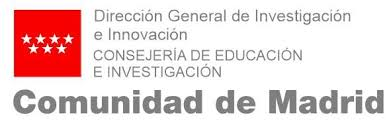 Dirección General de Investigación
e Innovación
CONSEJERÍA DE EDUCACIÓN
E INVESTIGACIÓN
Comunidad de Madrid